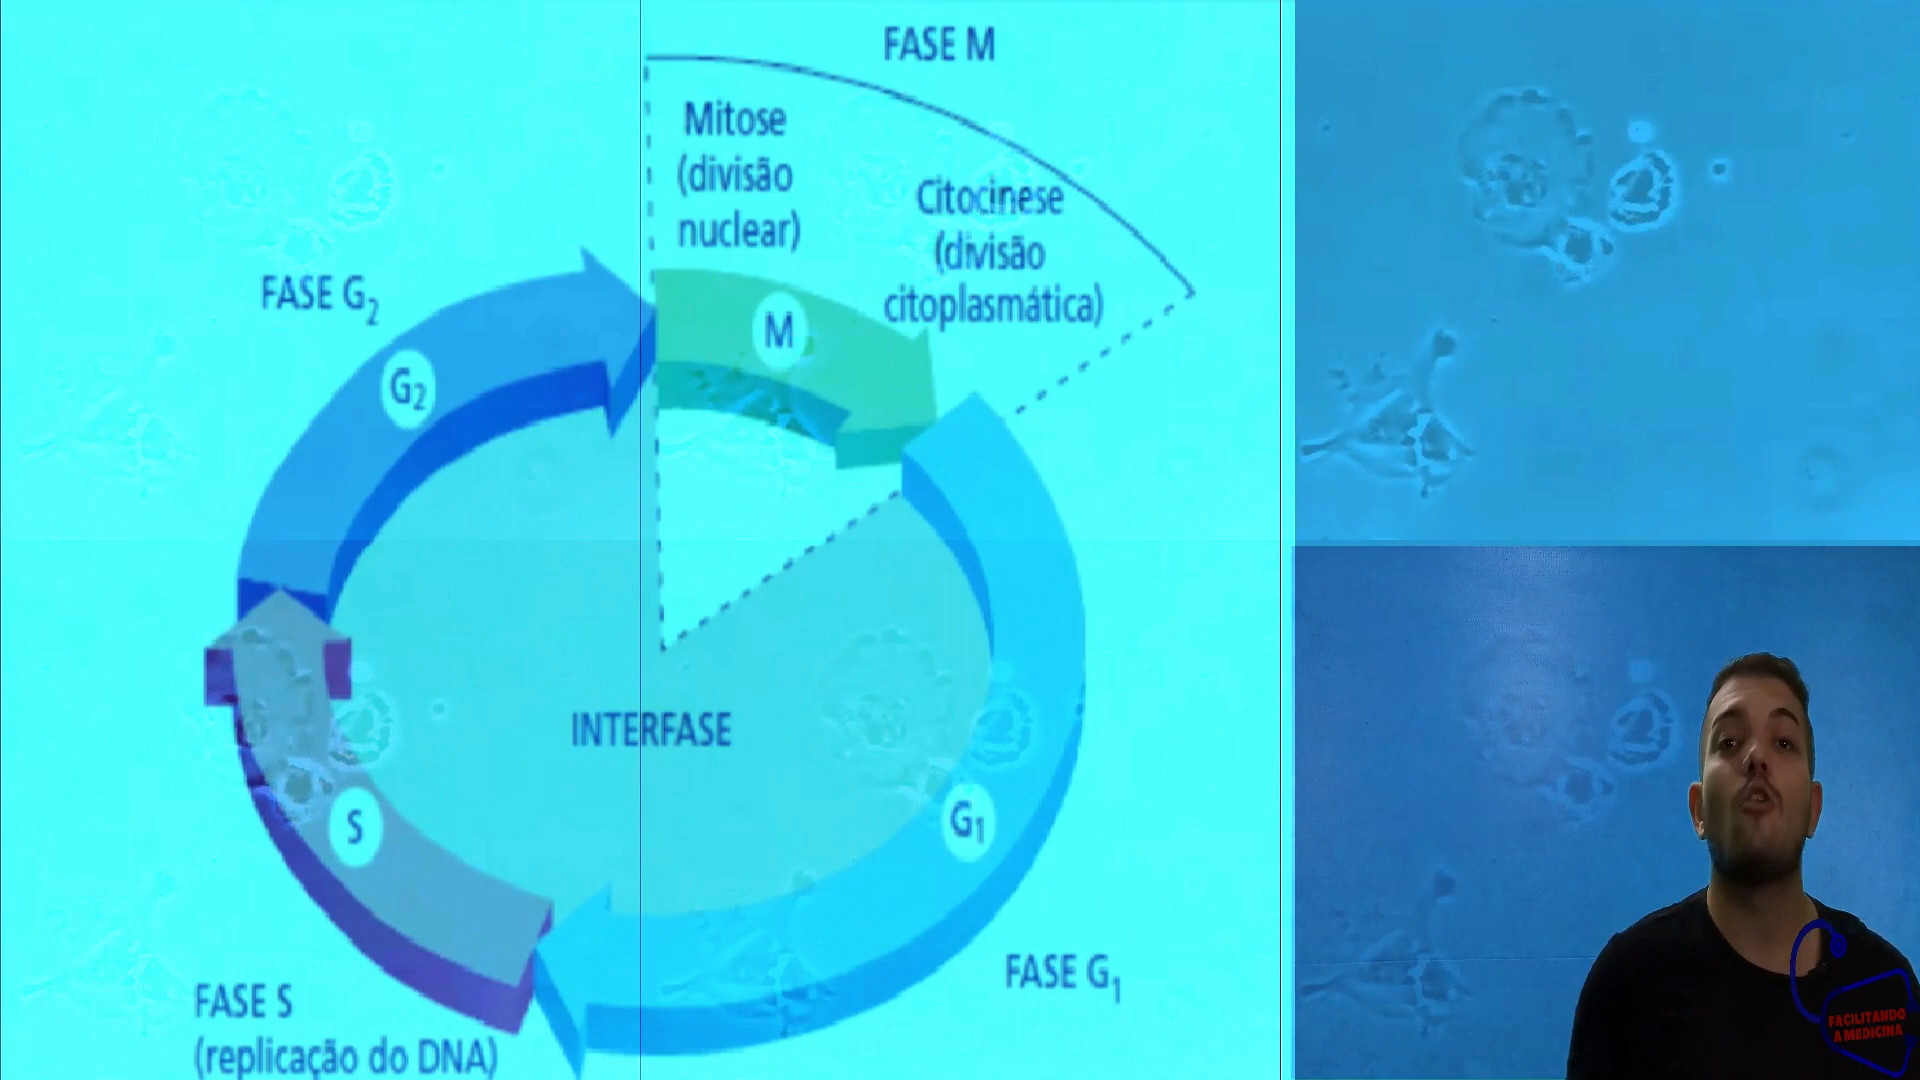 FASE M
Mitose
(divisão
nuclear)
Citocinese
(divisão
citoplasmática)
FASE G2
M
G2
INTERFASE
S
G1
FASE G1
FASE S
(replicação do DNA)
FACILITANDO
A MEDICINA